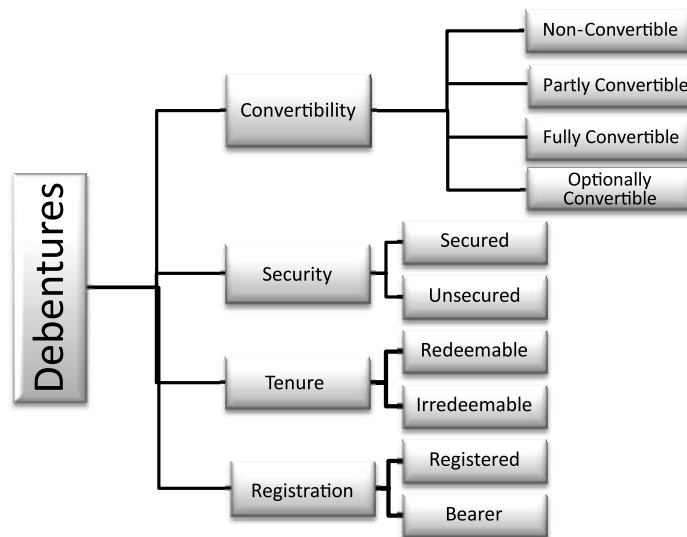 Debentures
Convertibility
Non-Convertible
Partly Convertible
Fully Convertible
Optionally
Convertible
Security
Secured
Unsecured
Tenure
Redeemable
Irredeemable
Registration
Registered
Bearer